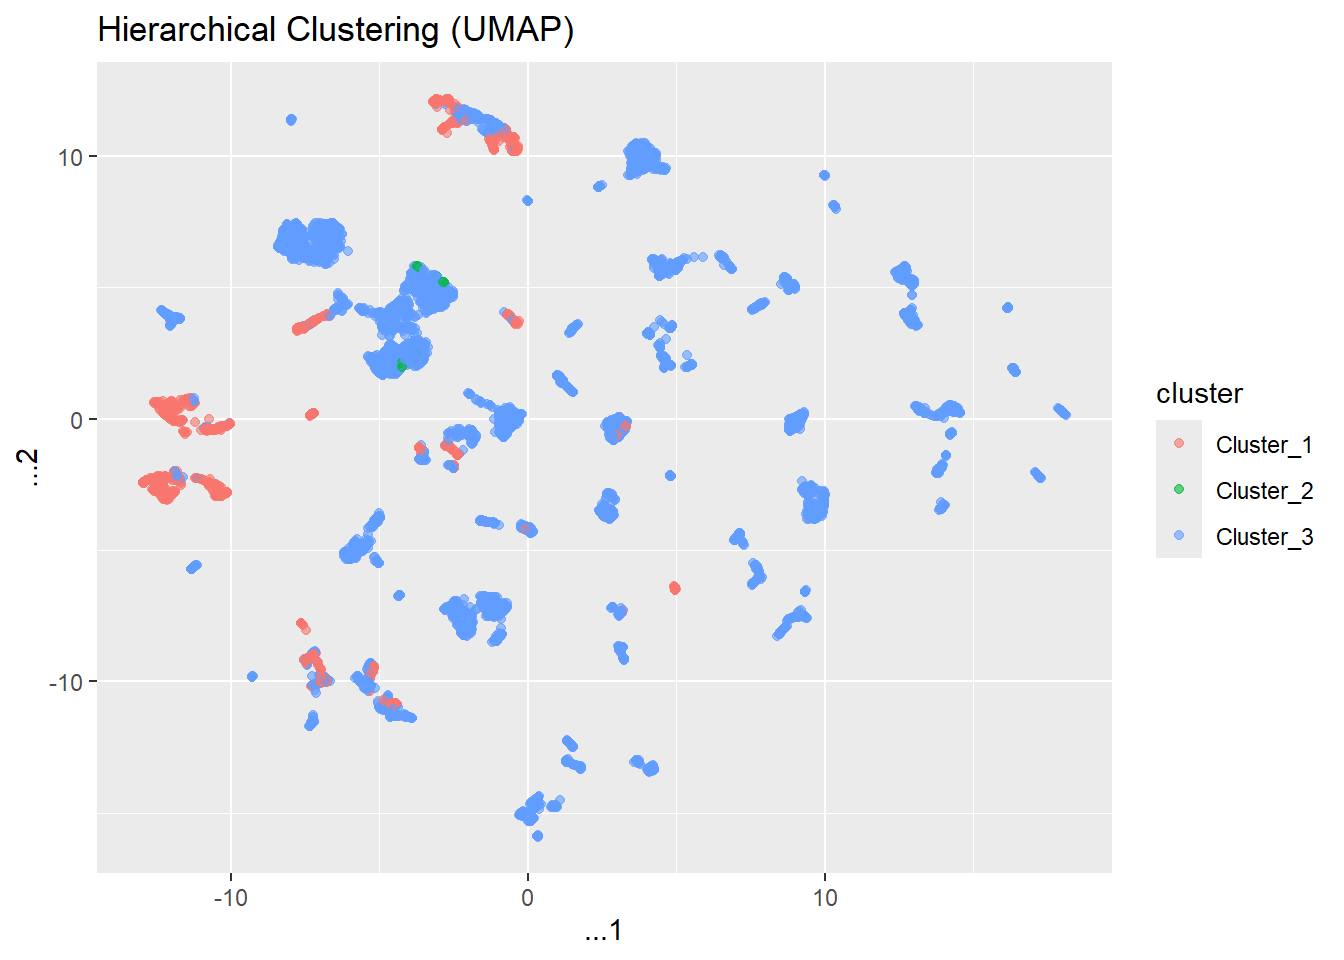 Hierarchical Clustering (UMAP)
10
0
-10
...2
-10
0
10
...1
cluster
Cluster_1
Cluster_2
Cluster_3